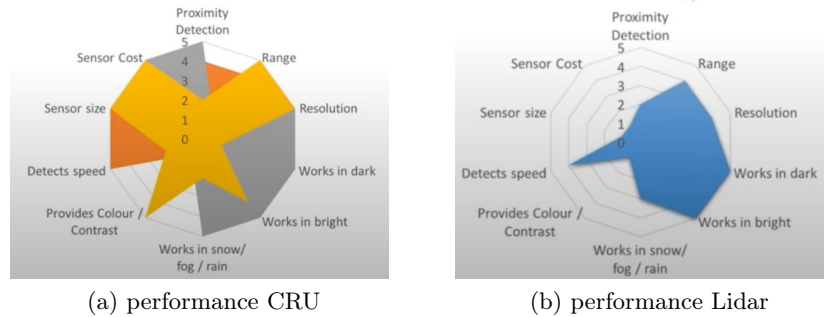 Proximity
Detection
5
4
3
2
1
0
Range
Resolution
Works in dark
Works in bright
Works in snow/
fog / rain
Provides Colour /
Contrast
Detects speed
Sensor size
Sensor Cost
(a) performance CRU
Proximity
Detection
5
4
3
2
1
0
Range
Resolution
Works in dark
Works in bright
Works in snow/
fog / rain
Provides Colour /
Contrast
Detects speed
Sensor size
Sensor Cost
(b) performance Lidar